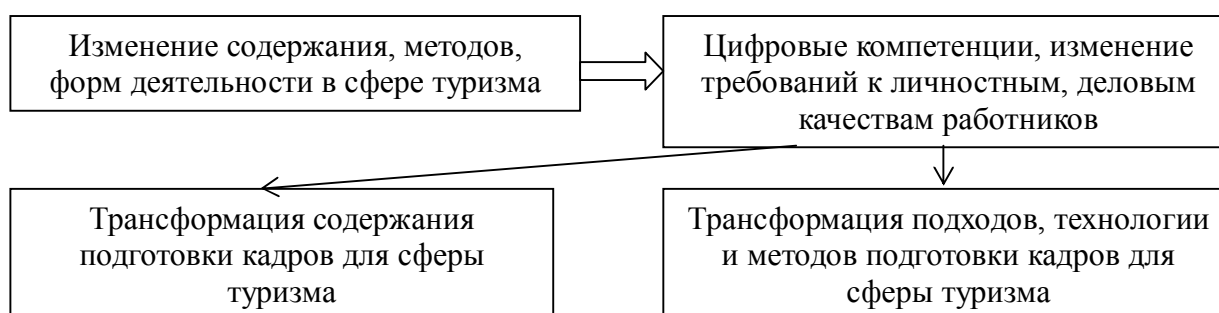 Изменение содержания, методов,
форм деятельности в сфере туризма
Цифровые компетенции, изменение
требований к личностным, деловым
качествам работников
Трансформация содержания
подготовки кадров для сферы
туризма
Трансформация подходов, технологии
и методов подготовки кадров для
сферы туризма